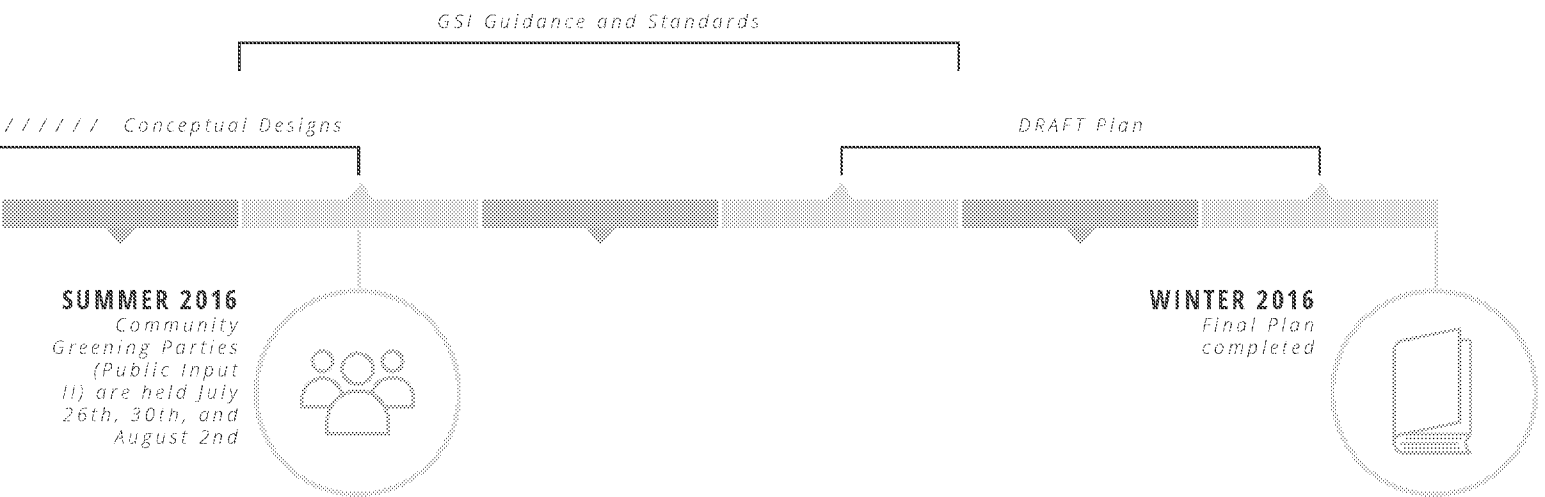 GSI Guidance and Standards
////// Conceptual Designs
DRAFT Plan
SUMMER 2016
Community
Greening Parties
(Public Input
II) are held July
26th, 30th, and
August 2nd
WINTER 2016
Final Plan
completed